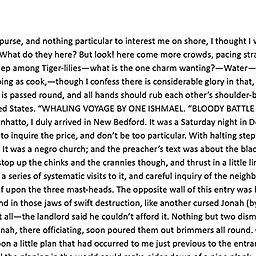 purse, and nothing particular to interest me on shore, I thought I
What do they here? But look! here come more crowds, pacing stra
ep among Tiger-lilies—what is the one charm wanting?—Water—
oing as cook,—though I confess there is considerable glory in that,
is passed round, and all hands should rub each other's shoulder-b
ed States. "WHALING VOYAGE BY ONE ISHMAEL. "BLOODY BATTLE
nhatto, I duly arrived in New Bedford. It was a Saturday night in D
to inquire the price, and don't be too particular. With halting step
It was a negro church; and the preacher's text was about the blac
stop up the chinks and the crannies though, and thrust in a little lin
a series of systematic visits to it, and careful inquiry of the neighb
f upon the three mast-heads. The opposite wall of this entry was h
nd in those jaws of swift destruction, like another cursed Jonah (by
t all—the landlord said he couldn't afford it. Nothing but two dism
nah, there officiating, soon poured them out brimmers all round.
on a little plan that had occurred to me just previous to the entran